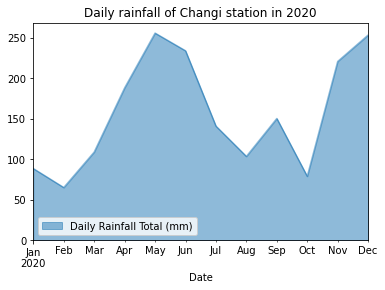 Daily rainfall of Changi station in 2020
250
200
150
100
50
0
Daily Rainfall Total (mm)
Jan Feb Mar Apr May Jun Jul Aug Sep Oct Nov Dec
2020
Date